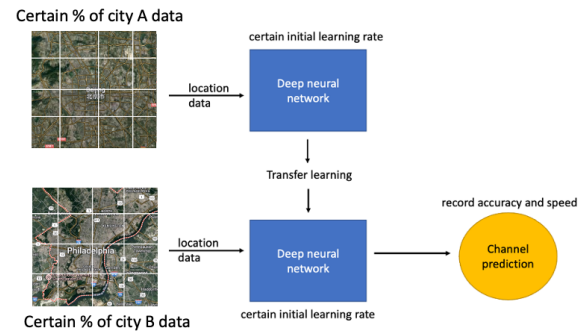 Certain % of city A data
certain initial learning rate
location
data
Deep neural
network
Transfer learning
record accuracy and speed
Philadelphia
location
data
Deep neural
network
Channel
prediction
certain initial learning rate
Certain % of city B data